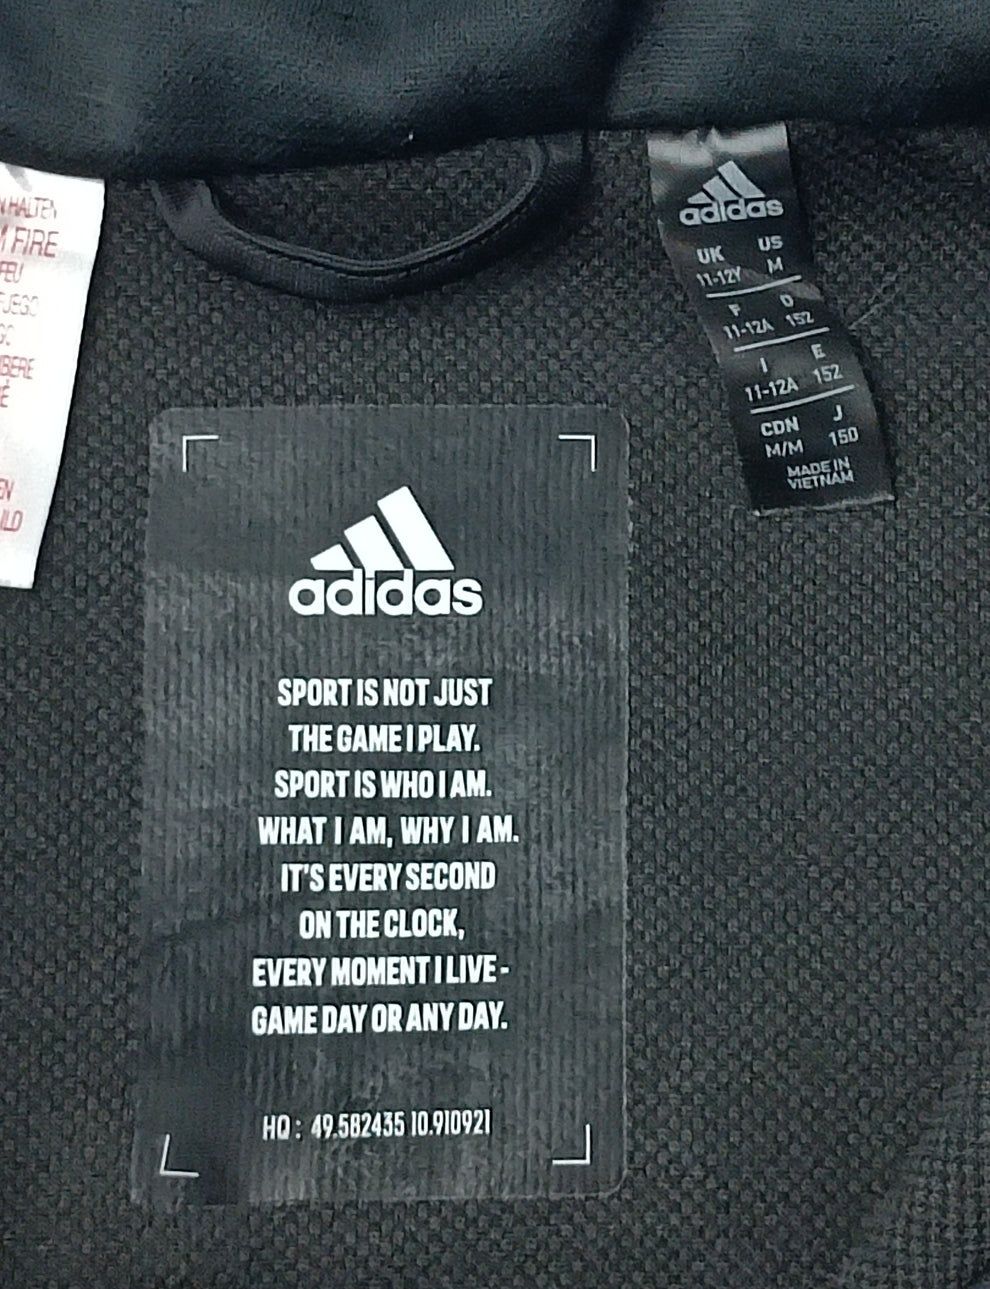 FIRE
FEU
adidas
UK US
11-12Y M
F D
11-12A 152
I E
11-12A 152
CDN J
M/M 150
MADE IN
VIETNAM
adidas
SPORT IS NOT JUST
THE GAME I PLAY.
SPORT IS WHO I AM.
WHAT I AM, WHY I AM.
IT'S EVERY SECOND
ON THE CLOCK,
EVERY MOMENT I LIVE -
GAME DAY OR ANY DAY.
HQ : 49.582435 10.910921